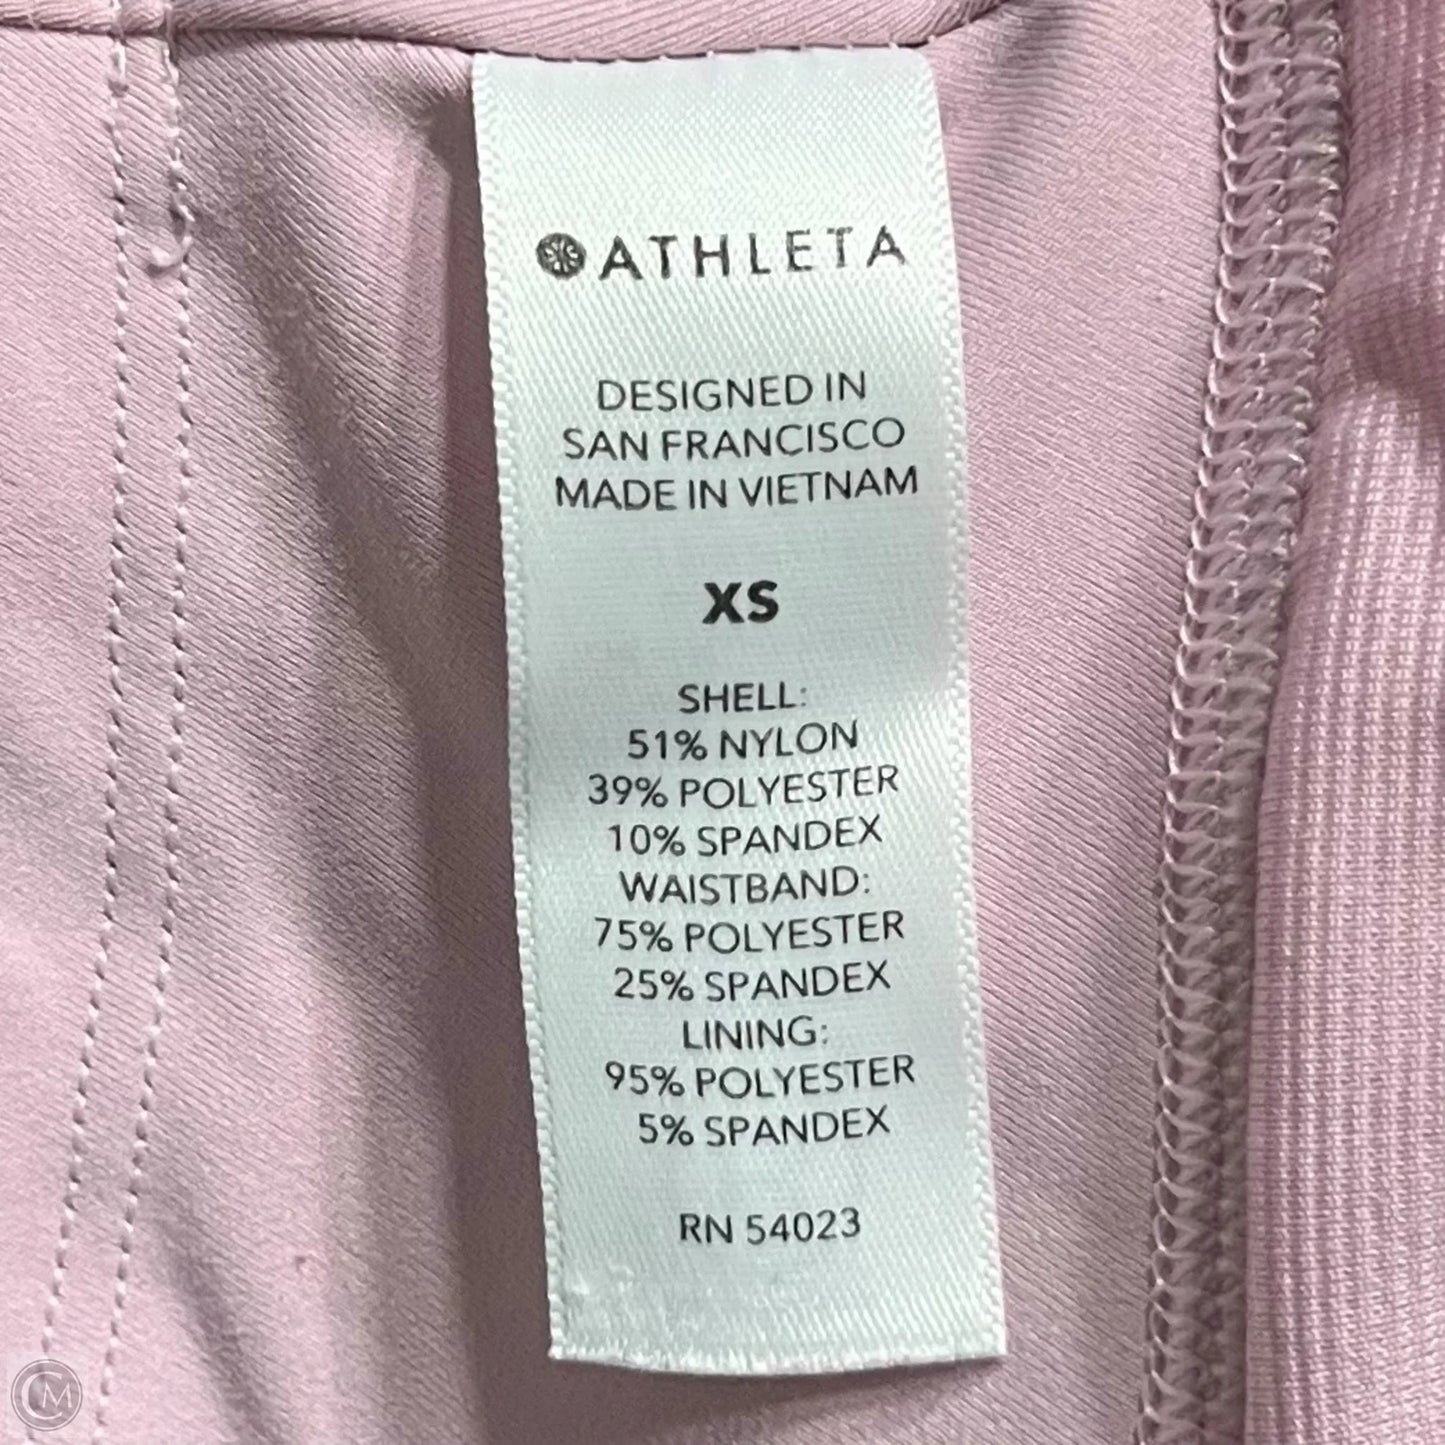 ATHLETA
DESIGNED IN
SAN FRANCISCO
MADE IN VIETNAM
XS
SHELL:
51% NYLON
39% POLYESTER
10% SPANDEX
WAISTBAND:
75% POLYESTER
25% SPANDEX
LINING:
95% POLYESTER
5% SPANDEX
RN 54023
CM